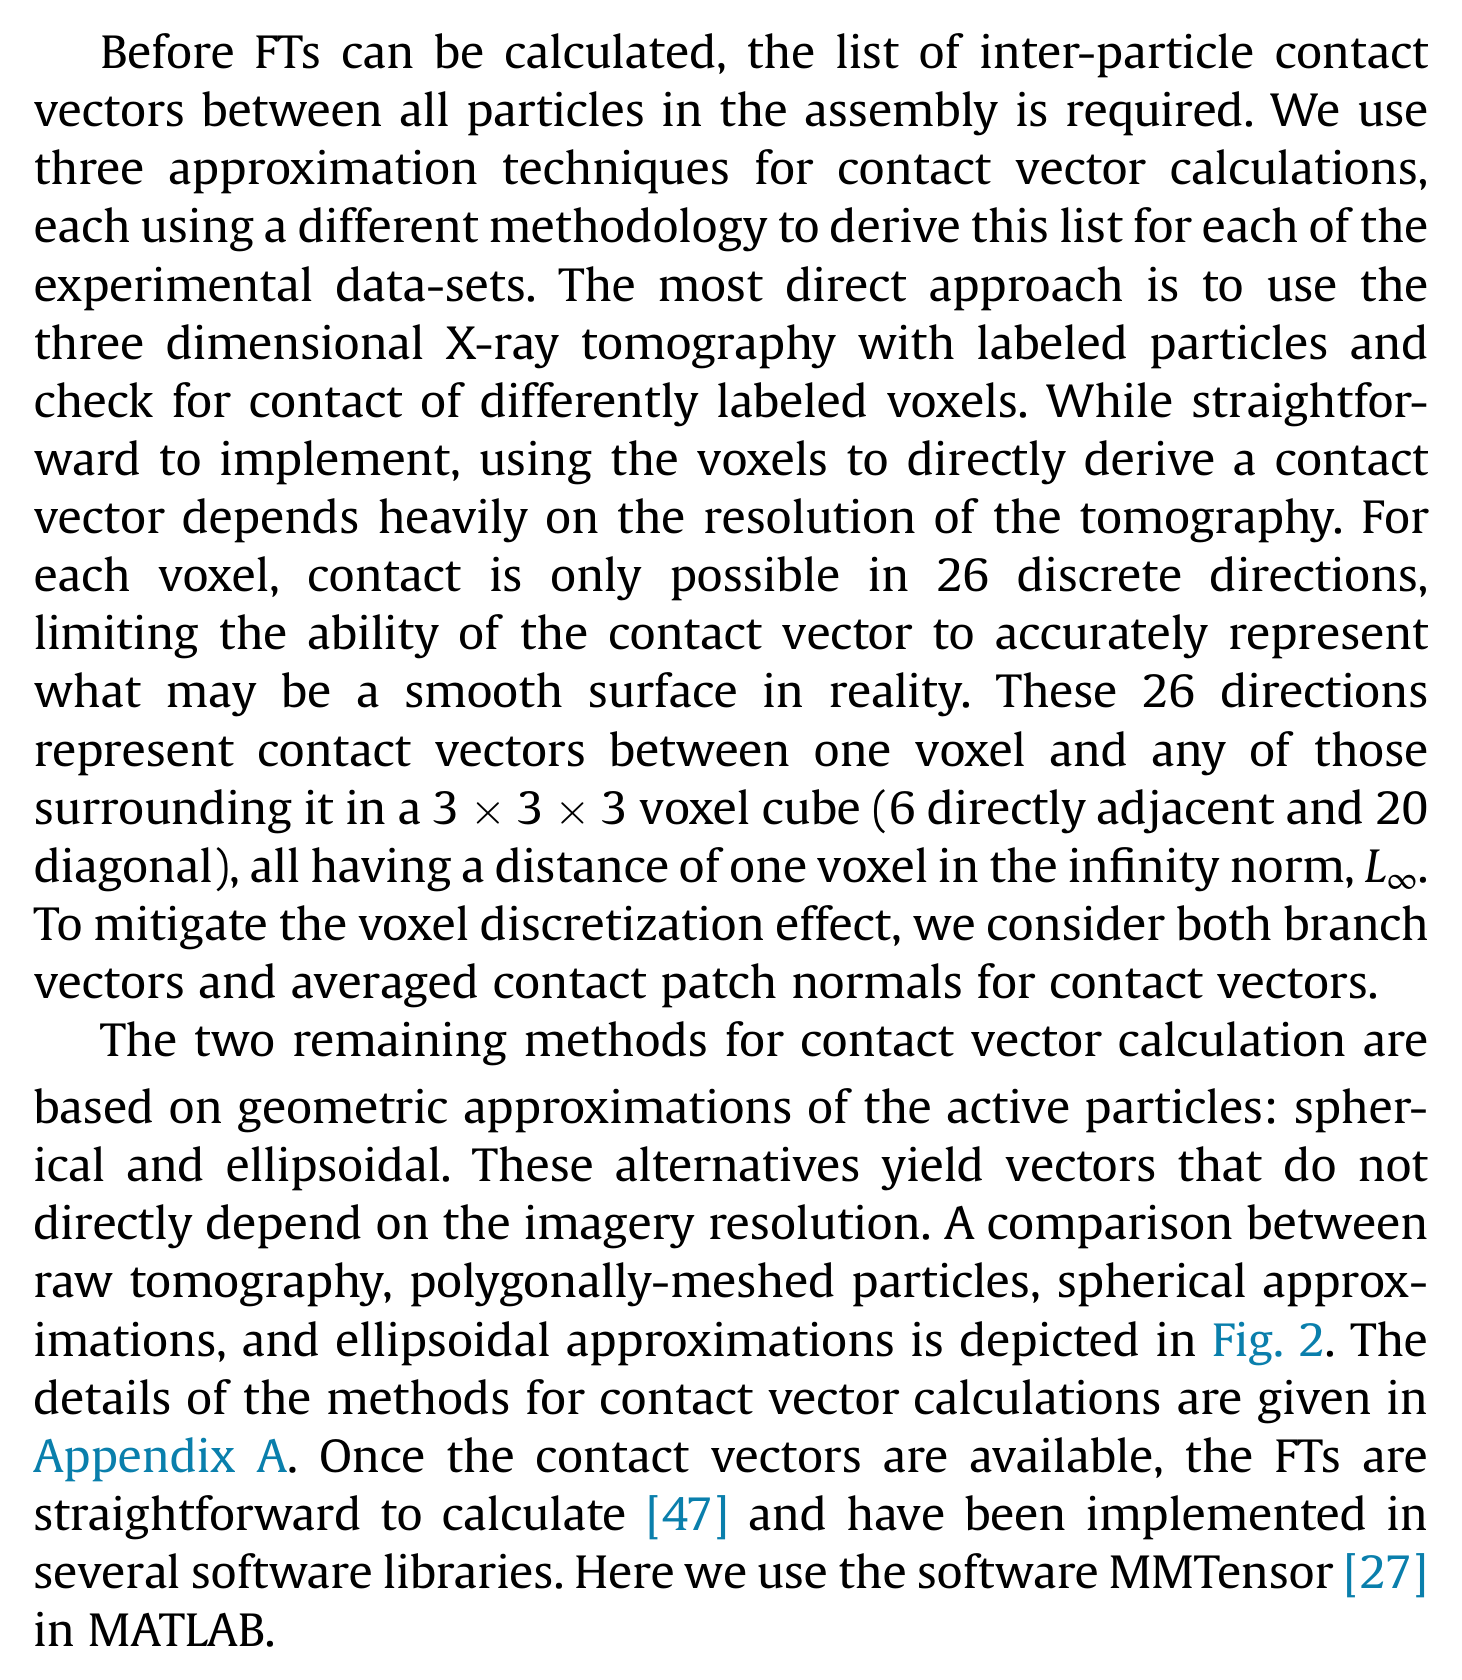 Before FTs can be calculated, the list of inter-particle contact
vectors between all particles in the assembly is required. We use
three approximation techniques for contact vector calculations,
each using a different methodology to derive this list for each of the
experimental data-sets. The most direct approach is to use the
three dimensional X-ray tomography with labeled particles and
check for contact of differently labeled voxels. While straightfor-
ward to implement, using the voxels to directly derive a contact
vector depends heavily on the resolution of the tomography. For
each voxel, contact is only possible in 26 discrete directions,
limiting the ability of the contact vector to accurately represent
what may be a smooth surface in reality. These 26 directions
represent contact vectors between one voxel and any of those
surrounding it in a 3 × 3 × 3 voxel cube (6 directly adjacent and 20
diagonal), all having a distance of one voxel in the infinity norm, L∞.
To mitigate the voxel discretization effect, we consider both branch
vectors and averaged contact patch normals for contact vectors.
The two remaining methods for contact vector calculation are
based on geometric approximations of the active particles: spher-
ical and ellipsoidal. These alternatives yield vectors that do not
directly depend on the imagery resolution. A comparison between
raw tomography, polygonally-meshed particles, spherical approx-
imations, and ellipsoidal approximations is depicted in Fig. 2. The
details of the methods for contact vector calculations are given in
Appendix A. Once the contact vectors are available, the FTs are
straightforward to calculate [47] and have been implemented in
several software libraries. Here we use the software MMTensor [27]
in MATLAB.